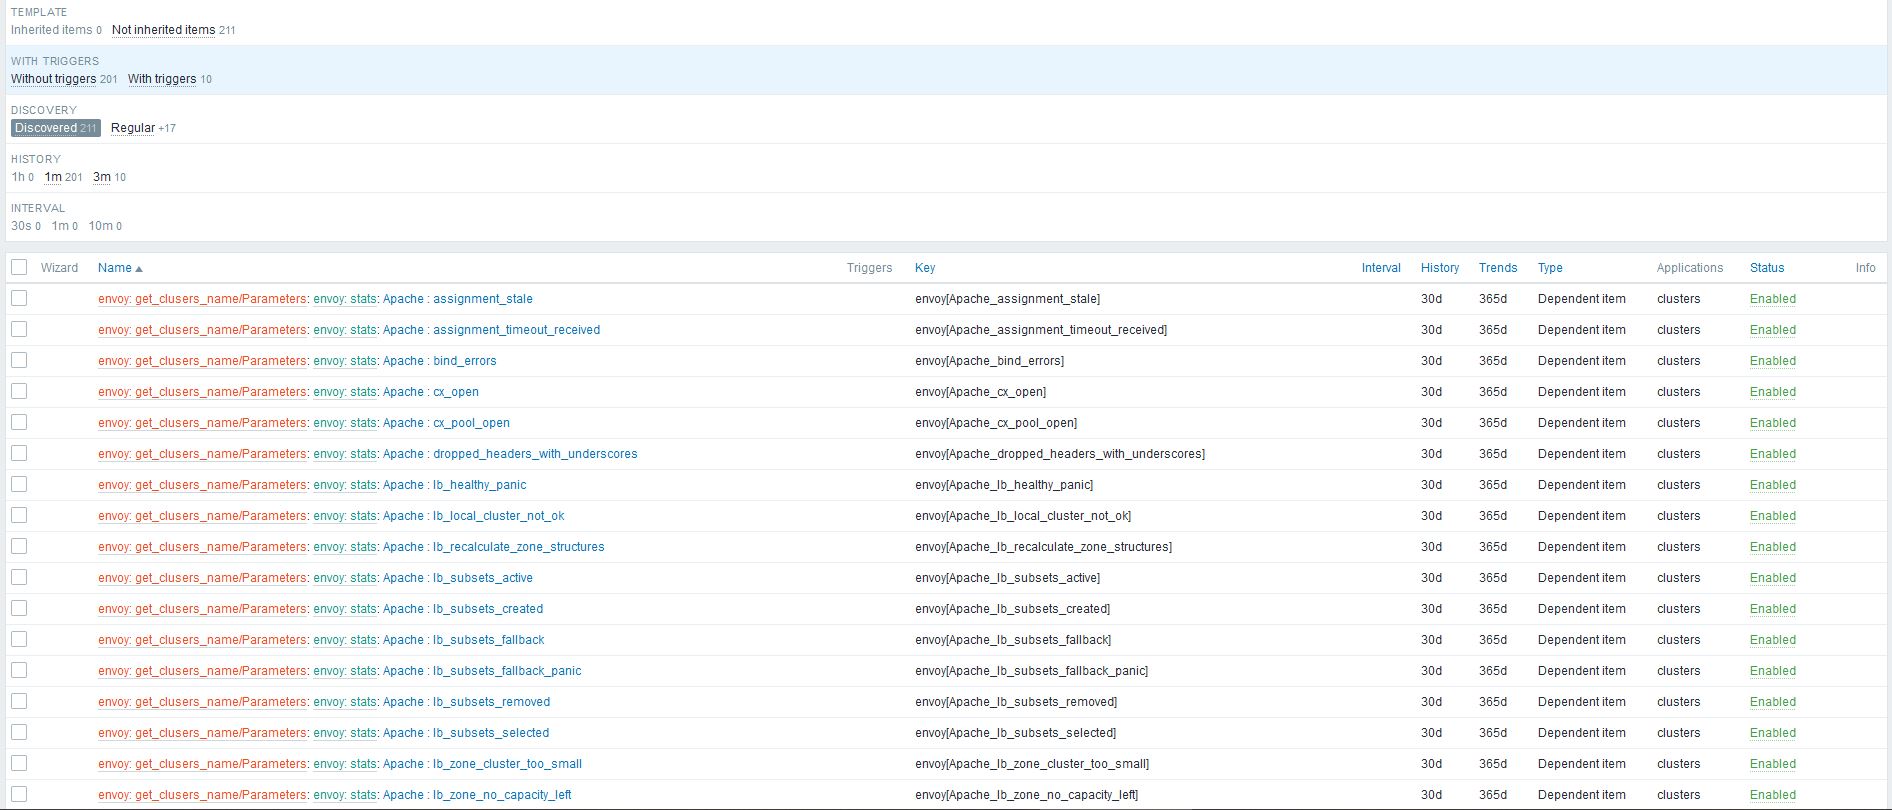 TEMPLATE
Inherited items 0 Not inherited items 211
WITH TRIGGERS
Without triggers 201 With triggers 10
DISCOVERY
Discovered 211 Regular +17
HISTORY
1h 0 1m 201 3m 10
INTERVAL
30s 0 1m 0 10m 0
Wizard Name Triggers Key Interval History Trends Type Applications Status Info
envoy: get_clusers_name/Parameters: envoy: stats: Apache : assignment_stale envoy[Apache_assignment_stale] 30d 365d Dependent item clusters Enabled
envoy: get_clusers_name/Parameters: envoy: stats: Apache : assignment_timeout_received envoy[Apache_assignment_timeout_received] 30d 365d Dependent item clusters Enabled
envoy: get_clusers_name/Parameters: envoy: stats: Apache : bind_errors envoy[Apache_bind_errors] 30d 365d Dependent item clusters Enabled
envoy: get_clusers_name/Parameters: envoy: stats: Apache : cx_open envoy[Apache_cx_open] 30d 365d Dependent item clusters Enabled
envoy: get_clusers_name/Parameters: envoy: stats: Apache : cx_pool_open envoy[Apache_cx_pool_open] 30d 365d Dependent item clusters Enabled
envoy: get_clusers_name/Parameters: envoy: stats: Apache : dropped_headers_with_underscores envoy[Apache_dropped_headers_with_underscores] 30d 365d Dependent item clusters Enabled
envoy: get_clusers_name/Parameters: envoy: stats: Apache : lb_healthy_panic envoy[Apache_lb_healthy_panic] 30d 365d Dependent item clusters Enabled
envoy: get_clusers_name/Parameters: envoy: stats: Apache : lb_local_cluster_not_ok envoy[Apache_lb_local_cluster_not_ok] 30d 365d Dependent item clusters Enabled
envoy: get_clusers_name/Parameters: envoy: stats: Apache : lb_recalculate_zone_structures envoy[Apache_lb_recalculate_zone_structures] 30d 365d Dependent item clusters Enabled
envoy: get_clusers_name/Parameters: envoy: stats: Apache : lb_subsets_active envoy[Apache_lb_subsets_active] 30d 365d Dependent item clusters Enabled
envoy: get_clusers_name/Parameters: envoy: stats: Apache : lb_subsets_created envoy[Apache_lb_subsets_created] 30d 365d Dependent item clusters Enabled
envoy: get_clusers_name/Parameters: envoy: stats: Apache : lb_subsets_fallback envoy[Apache_lb_subsets_fallback] 30d 365d Dependent item clusters Enabled
envoy: get_clusers_name/Parameters: envoy: stats: Apache : lb_subsets_fallback_panic envoy[Apache_lb_subsets_fallback_panic] 30d 365d Dependent item clusters Enabled
envoy: get_clusers_name/Parameters: envoy: stats: Apache : lb_subsets_removed envoy[Apache_lb_subsets_removed] 30d 365d Dependent item clusters Enabled
envoy: get_clusers_name/Parameters: envoy: stats: Apache : lb_subsets_selected envoy[Apache_lb_subsets_selected] 30d 365d Dependent item clusters Enabled
envoy: get_clusers_name/Parameters: envoy: stats: Apache : lb_zone_cluster_too_small envoy[Apache_lb_zone_cluster_too_small] 30d 365d Dependent item clusters Enabled
envoy: get_clusers_name/Parameters: envoy: stats: Apache : lb_zone_no_capacity_left envoy[Apache_lb_zone_no_capacity_left] 30d 365d Dependent item clusters Enabled